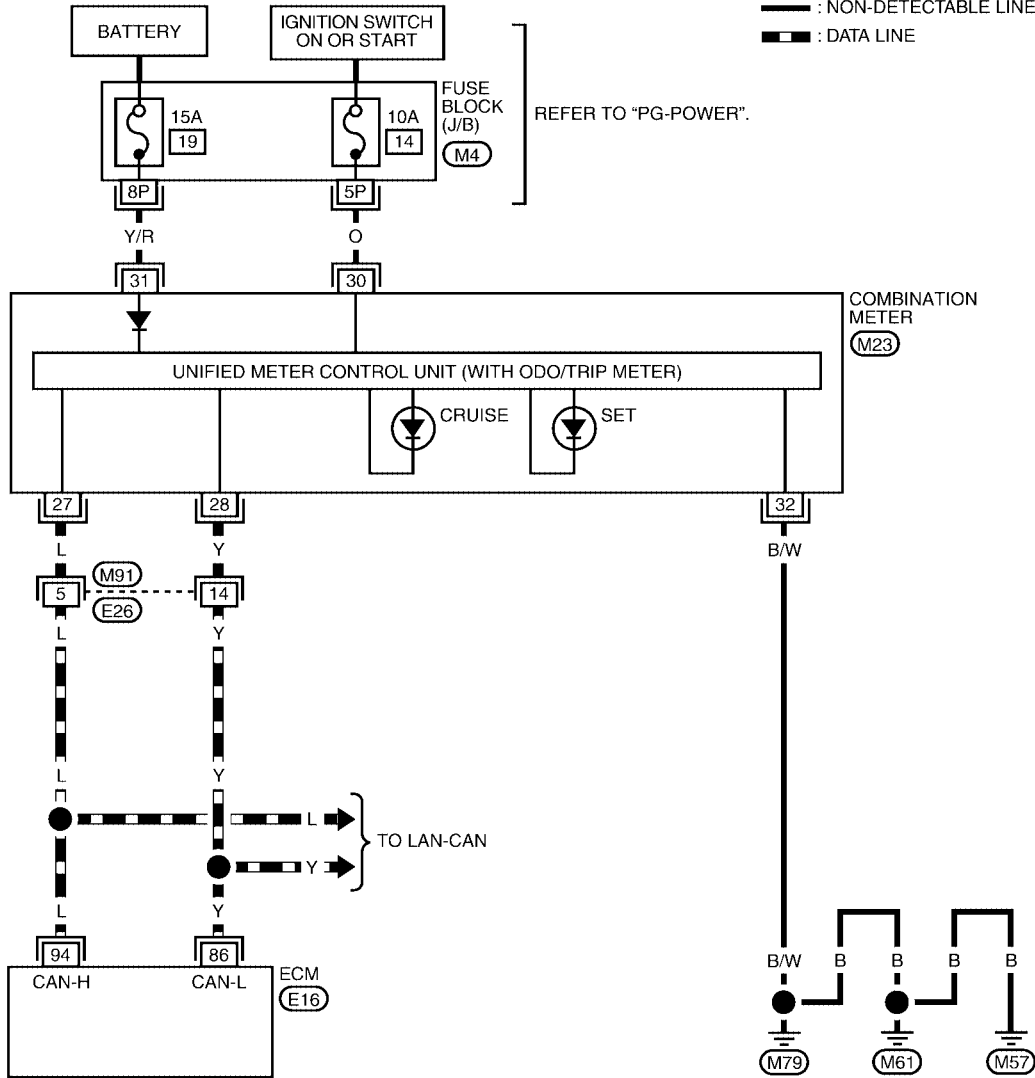 : NON-DETECTABLE LINE
: DATA LINE
BATTERY
IGNITION SWITCH
ON OR START
15A
19
10A
14
FUSE
BLOCK
(J/B)
M4
REFER TO “PG-POWER”.
8P
5P
Y/R
O
31
30
COMBINATION
METER
M23
UNIFIED METER CONTROL UNIT (WITH ODO/TRIP METER)
CRUISE
SET
27
28
32
L
Y
B/W
5
M91
E26
14
L
Y
L
Y
L
Y
TO LAN-CAN
L
Y
94
86
CAN-H
CAN-L
ECM
E16
B/W
B
B
B
B
M79
M61
M57